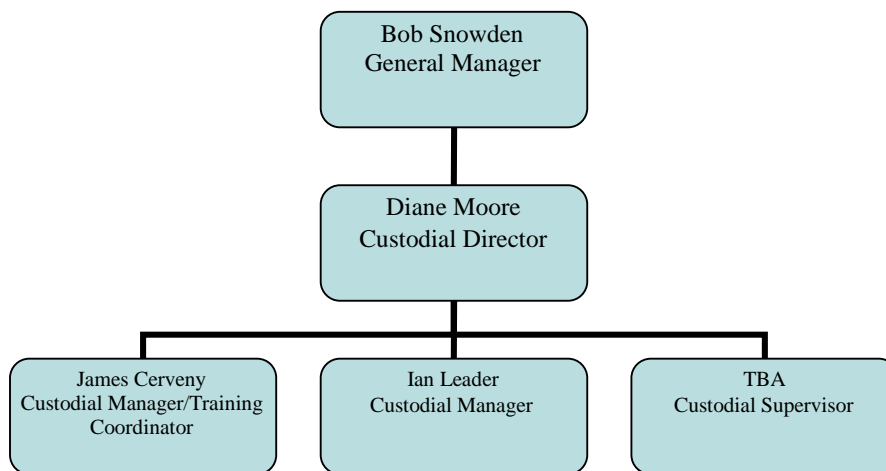 Bob Snowden
General Manager
Diane Moore
Custodial Director
James Cerveny
Custodial Manager/Training
Coordinator
Ian Leader
Custodial Manager
TBA
Custodial Supervisor